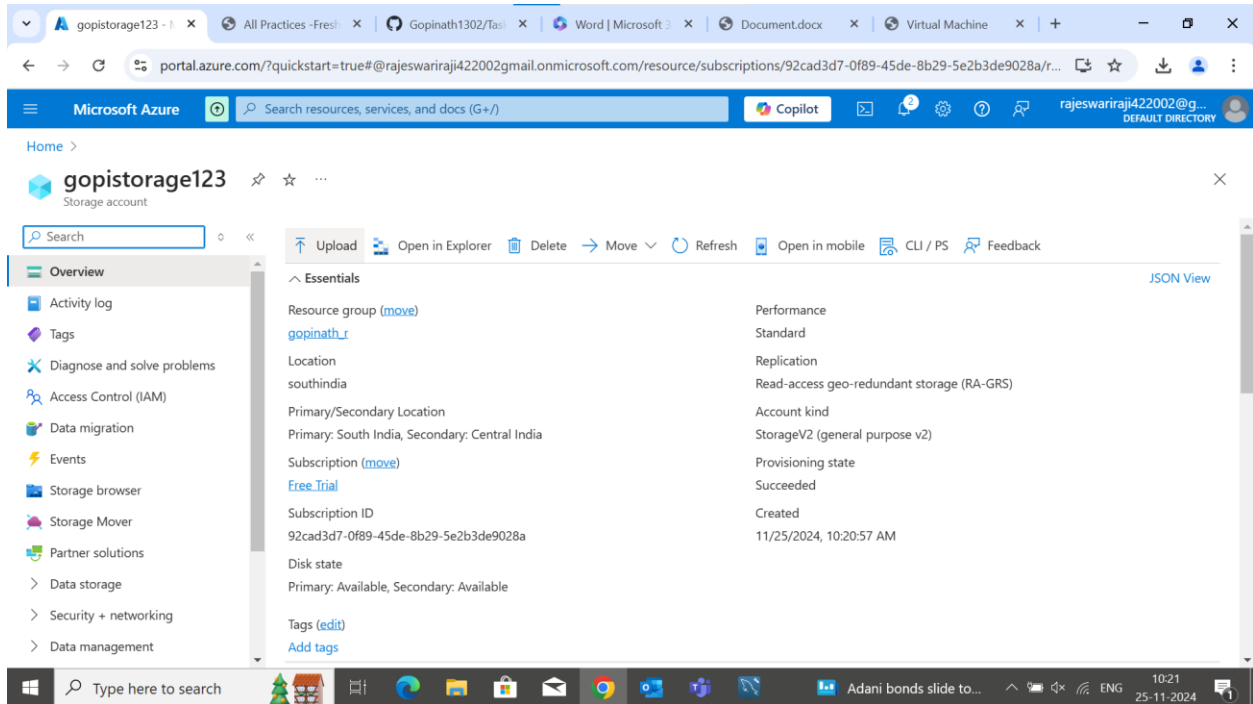 gopistorage123 - M
All Practices -Fresh
Gopinath1302/Tas
Word | Microsoft 3
Document.docx
Virtual Machine
portal.azure.com/?quickstart=true#@rajeswariraji422002gmail.onmicrosoft.com/resource/subscriptions/92cad3d7-0f89-45de-8b29-5e2b3de9028a/r...
Microsoft Azure
Search resources, services, and docs (G+/)
Copilot
2
rajeswariraji422002@g...
DEFAULT DIRECTORY
Home >
gopistorage123
Storage account
Search
Overview
Activity log
Tags
Diagnose and solve problems
Access Control (IAM)
Data migration
Events
Storage browser
Storage Mover
Partner solutions
Data storage
Security + networking
Data management
Upload Open in Explorer Delete Move Refresh Open in mobile CLI / PS Feedback
Essentials
JSON View
Resource group (move)
gopinath_r
Location
southindia
Primary/Secondary Location
Primary: South India, Secondary: Central India
Subscription (move)
Free Trial
Subscription ID
92cad3d7-0f89-45de-8b29-5e2b3de9028a
Disk state
Primary: Available, Secondary: Available
Tags (edit)
Add tags
Performance
Standard
Replication
Read-access geo-redundant storage (RA-GRS)
Account kind
StorageV2 (general purpose v2)
Provisioning state
Succeeded
Created
11/25/2024, 10:20:57 AM
Type here to search
Adani bonds slide to...
ENG
10:21
25-11-2024
1